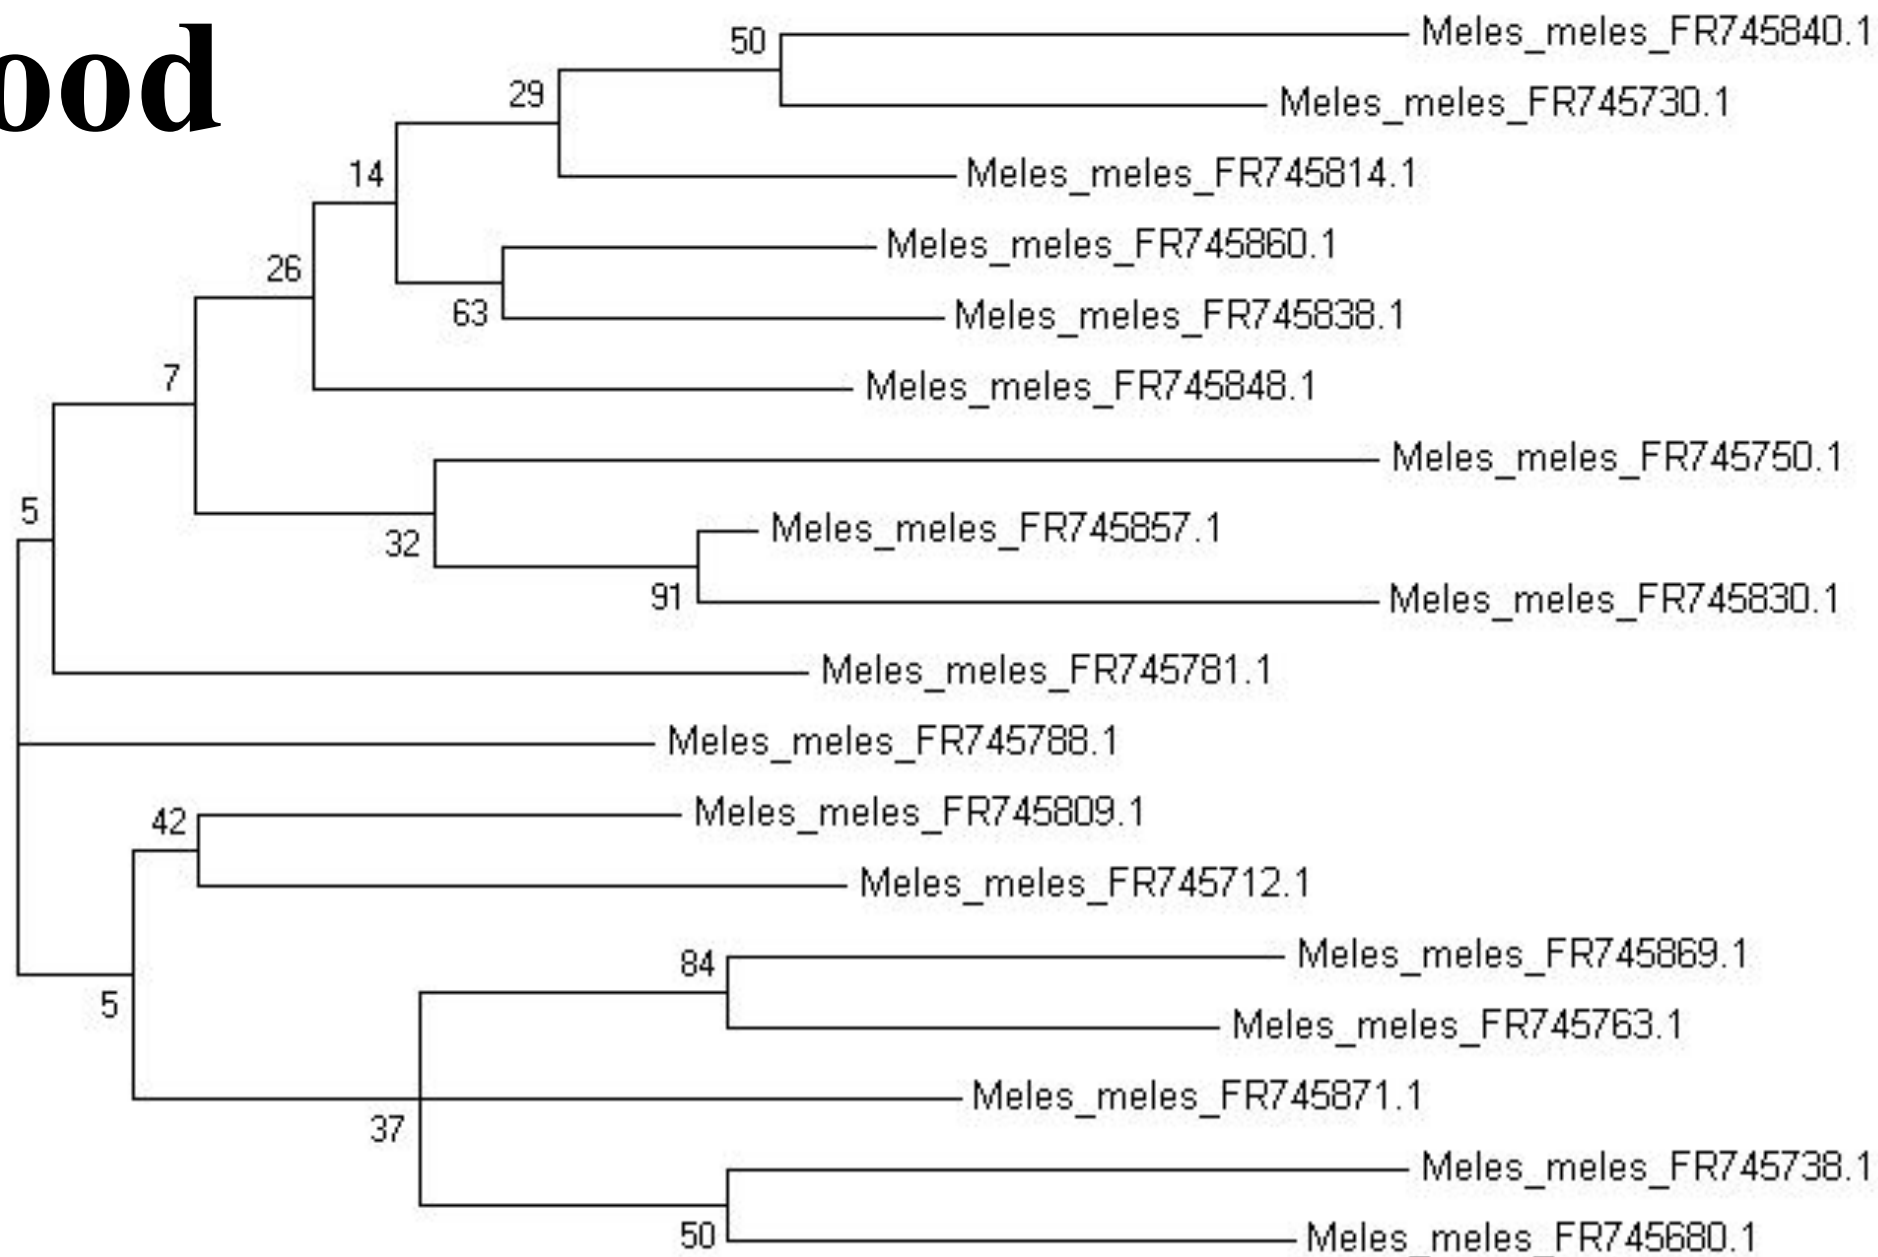 ood
50
Meles_meles_FR745840.1
29
Meles_meles_FR745730.1
14
Meles_meles_FR745814.1
26
Meles_meles_FR745860.1
63
Meles_meles_FR745838.1
7
Meles_meles_FR745848.1
Meles_meles_FR745750.1
5
32
Meles_meles_FR745857.1
91
Meles_meles_FR745830.1
Meles_meles_FR745781.1
Meles_meles_FR745788.1
42
Meles_meles_FR745809.1
Meles_meles_FR745712.1
84
Meles_meles_FR745869.1
5
Meles_meles_FR745763.1
37
Meles_meles_FR745871.1
Meles_meles_FR745738.1
50
Meles_meles_FR745680.1